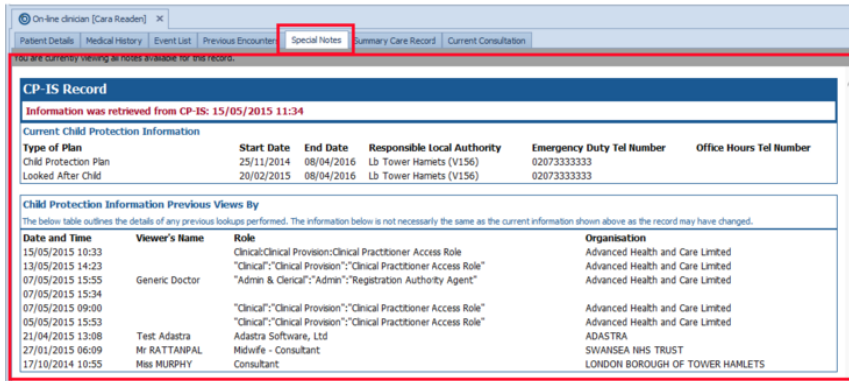 On-line clinician [Cara Readen] ×
Patient Details Medical History Event List Previous Encounters Special Notes Summary Care Record Current Consultation
You are currently viewing all notes available for this record.
CP-IS Record
Information was retrieved from CP-IS: 15/05/2015 11:34
Current Child Protection Information
Type of Plan Start Date End Date Responsible Local Authority Emergency Duty Tel Number Office Hours Tel Number
Child Protection Plan 25/11/2014 08/04/2016 Lb Tower Hamlets (V156) 02073333333
Looked After Child 20/02/2015 08/04/2016 Lb Tower Hamlets (V156) 02073333333
Child Protection Information Previous Views By
The below table outlines the details of any previous lookups performed. The information below is not necessarily the same as the current information shown above as the record may have changed.
Date and Time Viewer's Name Role Organisation
15/05/2015 10:33 Clinical:Clinical Provision:Clinical Practitioner Access Role Advanced Health and Care Limited
13/05/2015 14:23 "Clinical":"Clinical Provision":"Clinical Practitioner Access Role" Advanced Health and Care Limited
07/05/2015 15:55 Generic Doctor "Admin & Clerical":"Admin":"Registration Authority Agent" Advanced Health and Care Limited
07/05/2015 15:34
07/05/2015 09:00 "Clinical":"Clinical Provision":"Clinical Practitioner Access Role" Advanced Health and Care Limited
05/05/2015 15:53 "Clinical":"Clinical Provision":"Clinical Practitioner Access Role" Advanced Health and Care Limited
21/04/2015 13:08 Test Adastra Adastra Software, Ltd ADASTRA
27/01/2015 06:09 Mr RATTANPAL Midwife - Consultant SWANSEA NHS TRUST
17/10/2014 10:55 Miss MURPHY Consultant LONDON BOROUGH OF TOWER HAMLETS